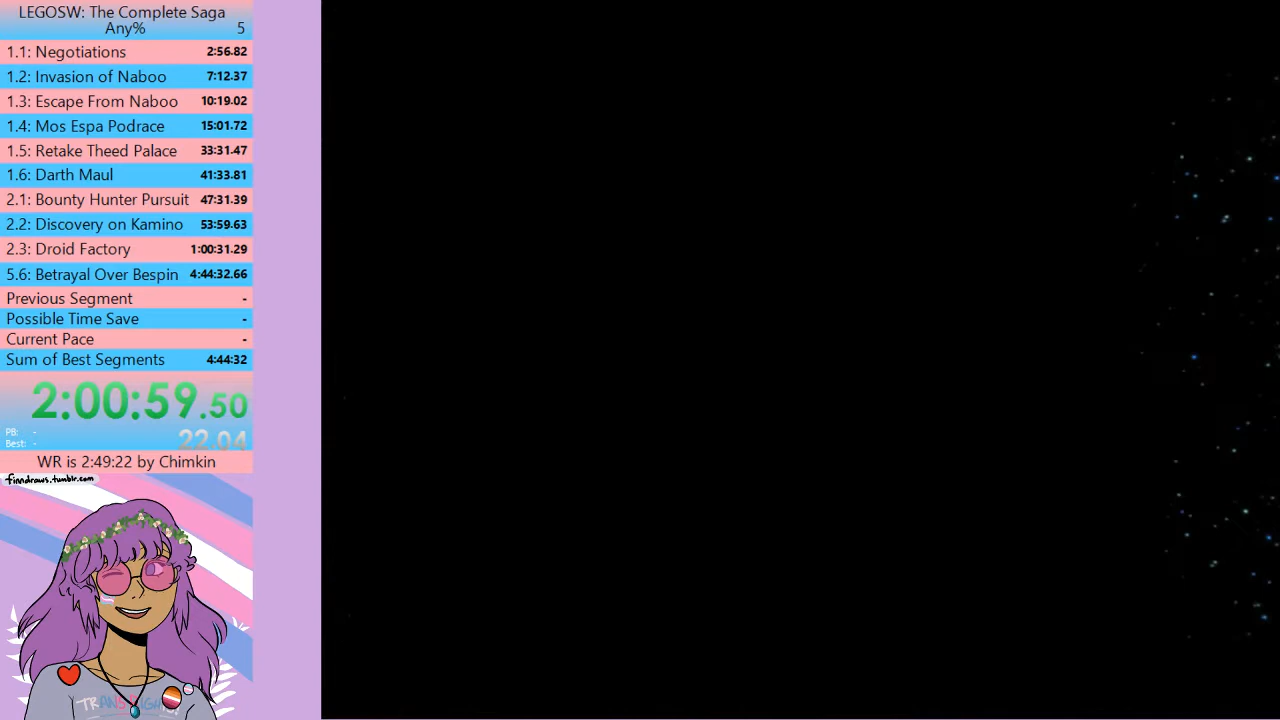 LEGOSW: The Complete Saga
Any% 5
1.1: Negotiations 2:56.82
1.2: Invasion of Naboo 7:12.37
1.3: Escape From Naboo 10:19.02
1.4: Mos Espa Podrace 15:01.72
1.5: Retake Theed Palace 33:31.47
1.6: Darth Maul 41:33.81
2.1: Bounty Hunter Pursuit 47:31.39
2.2: Discovery on Kamino 53:59.63
2.3: Droid Factory 1:00:31.29
5.6: Betrayal Over Bespin 4:44:32.66
Previous Segment -
Possible Time Save -
Current Pace -
Sum of Best Segments 4:44:32
2:00:59.50
PB: -
Best: - 22.04
WR is 2:49:22 by Chimkin
finndraws.tumblr.com